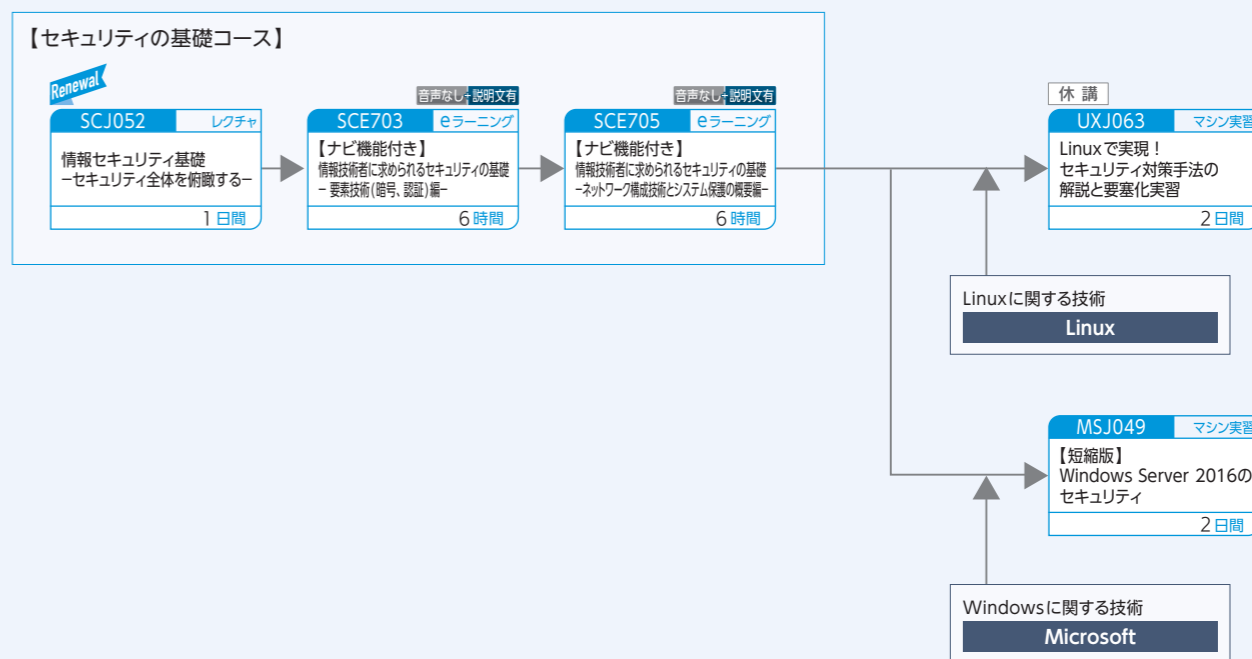 【セキュリティの基礎コース】
Renewal
SCJ052 レクチャ
情報セキュリティ基礎
－セキュリティ全体を俯瞰する－
1日間
音声なし+説明文有
SCE703 eラーニング
【ナビ機能付き】
情報技術者に求められるセキュリティの基礎
－要素技術(暗号、認証)編－
6時間
音声なし+説明文有
SCE705 eラーニング
【ナビ機能付き】
情報技術者に求められるセキュリティの基礎
－ネットワーク構成技術とシステム保護の概要編－
6時間
休講
UXJ063 マシン実習
Linuxで実現！
セキュリティ対策手法の
解説と要塞化実習
2日間
Linuxに関する技術
Linux
MSJ049 マシン実習
【短縮版】
Windows Server 2016の
セキュリティ
2日間
Windowsに関する技術
Microsoft